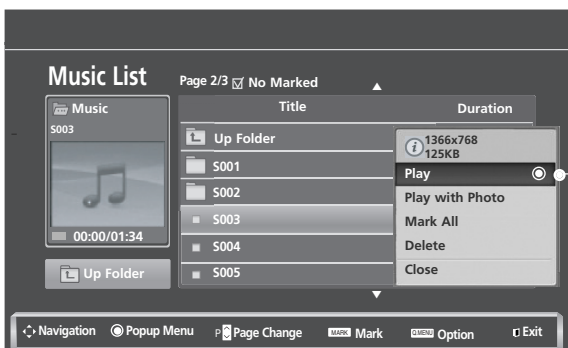 Music List
Page 2/3 No Marked
Music
S003
00:00/01:34
Up Folder
Title
Duration
Up Folder
S001
S002
S003
S004
S005
1366x768
125KB
Play
Play with Photo
Mark All
Delete
Close
Navigation
Popup Menu
P Page Change
MARK Mark
Q.MENU Option
Exit